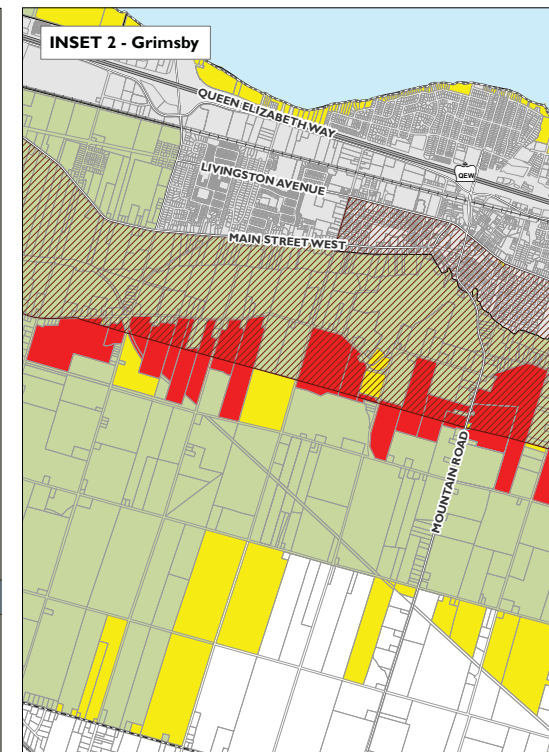 INSET 2 - Grimsby
QUEEN ELIZABETH WAY
LIVINGSTON AVENUE
QEW
MAIN STREET WEST
MOUNTAIN ROAD